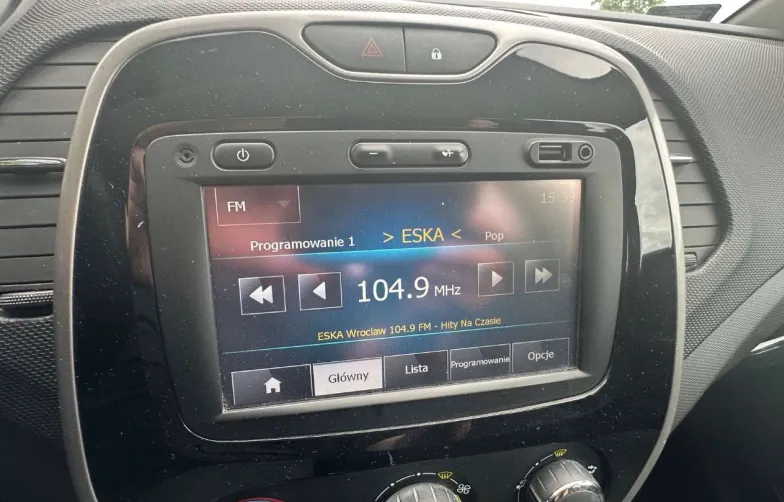 FM
15:39
Programowanie 1 > ESKA < Pop
104.9 MHz
ESKA Wrocław 104.9 FM - Hity Na Czasie
Główny Lista Programowanie Opcje